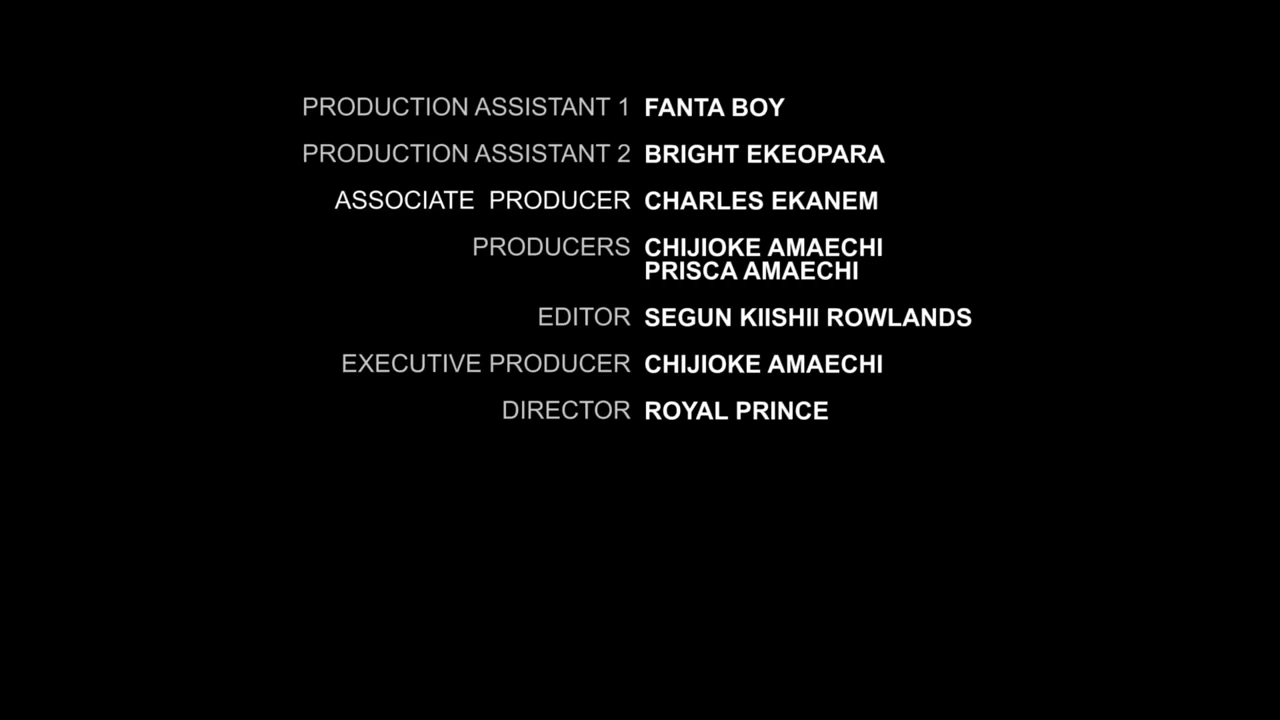 PRODUCTION ASSISTANT 1 FANTA BOY
PRODUCTION ASSISTANT 2 BRIGHT EKEOPARA
ASSOCIATE  PRODUCER CHARLES EKANEM
PRODUCERS CHIJIOKE AMAECHI
PRISCA AMAECHI
EDITOR SEGUN KIISHII ROWLANDS
EXECUTIVE PRODUCER CHIJIOKE AMAECHI
DIRECTOR ROYAL PRINCE